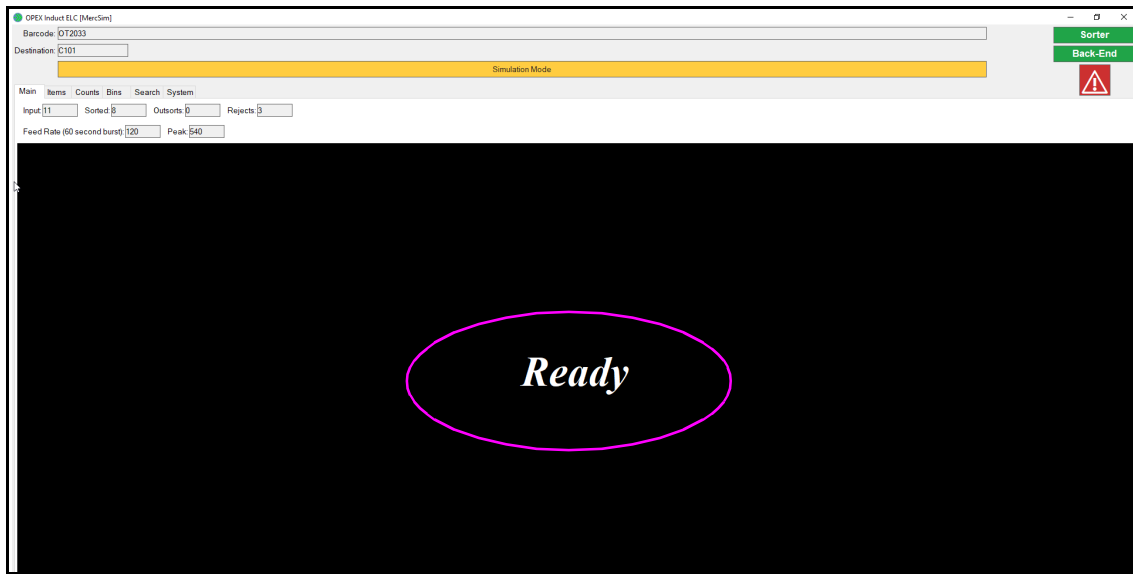 OPEX Induct ELC [MercSim]
Barcode: OT2033
Sorter
Destination: C101
Back-End
Simulation Mode
Main Items Counts Bins Search System
Input: 11 Sorted: 8 Outsorts: 0 Rejects: 3
Feed Rate (60 second burst): 120 Peak: 540
Ready